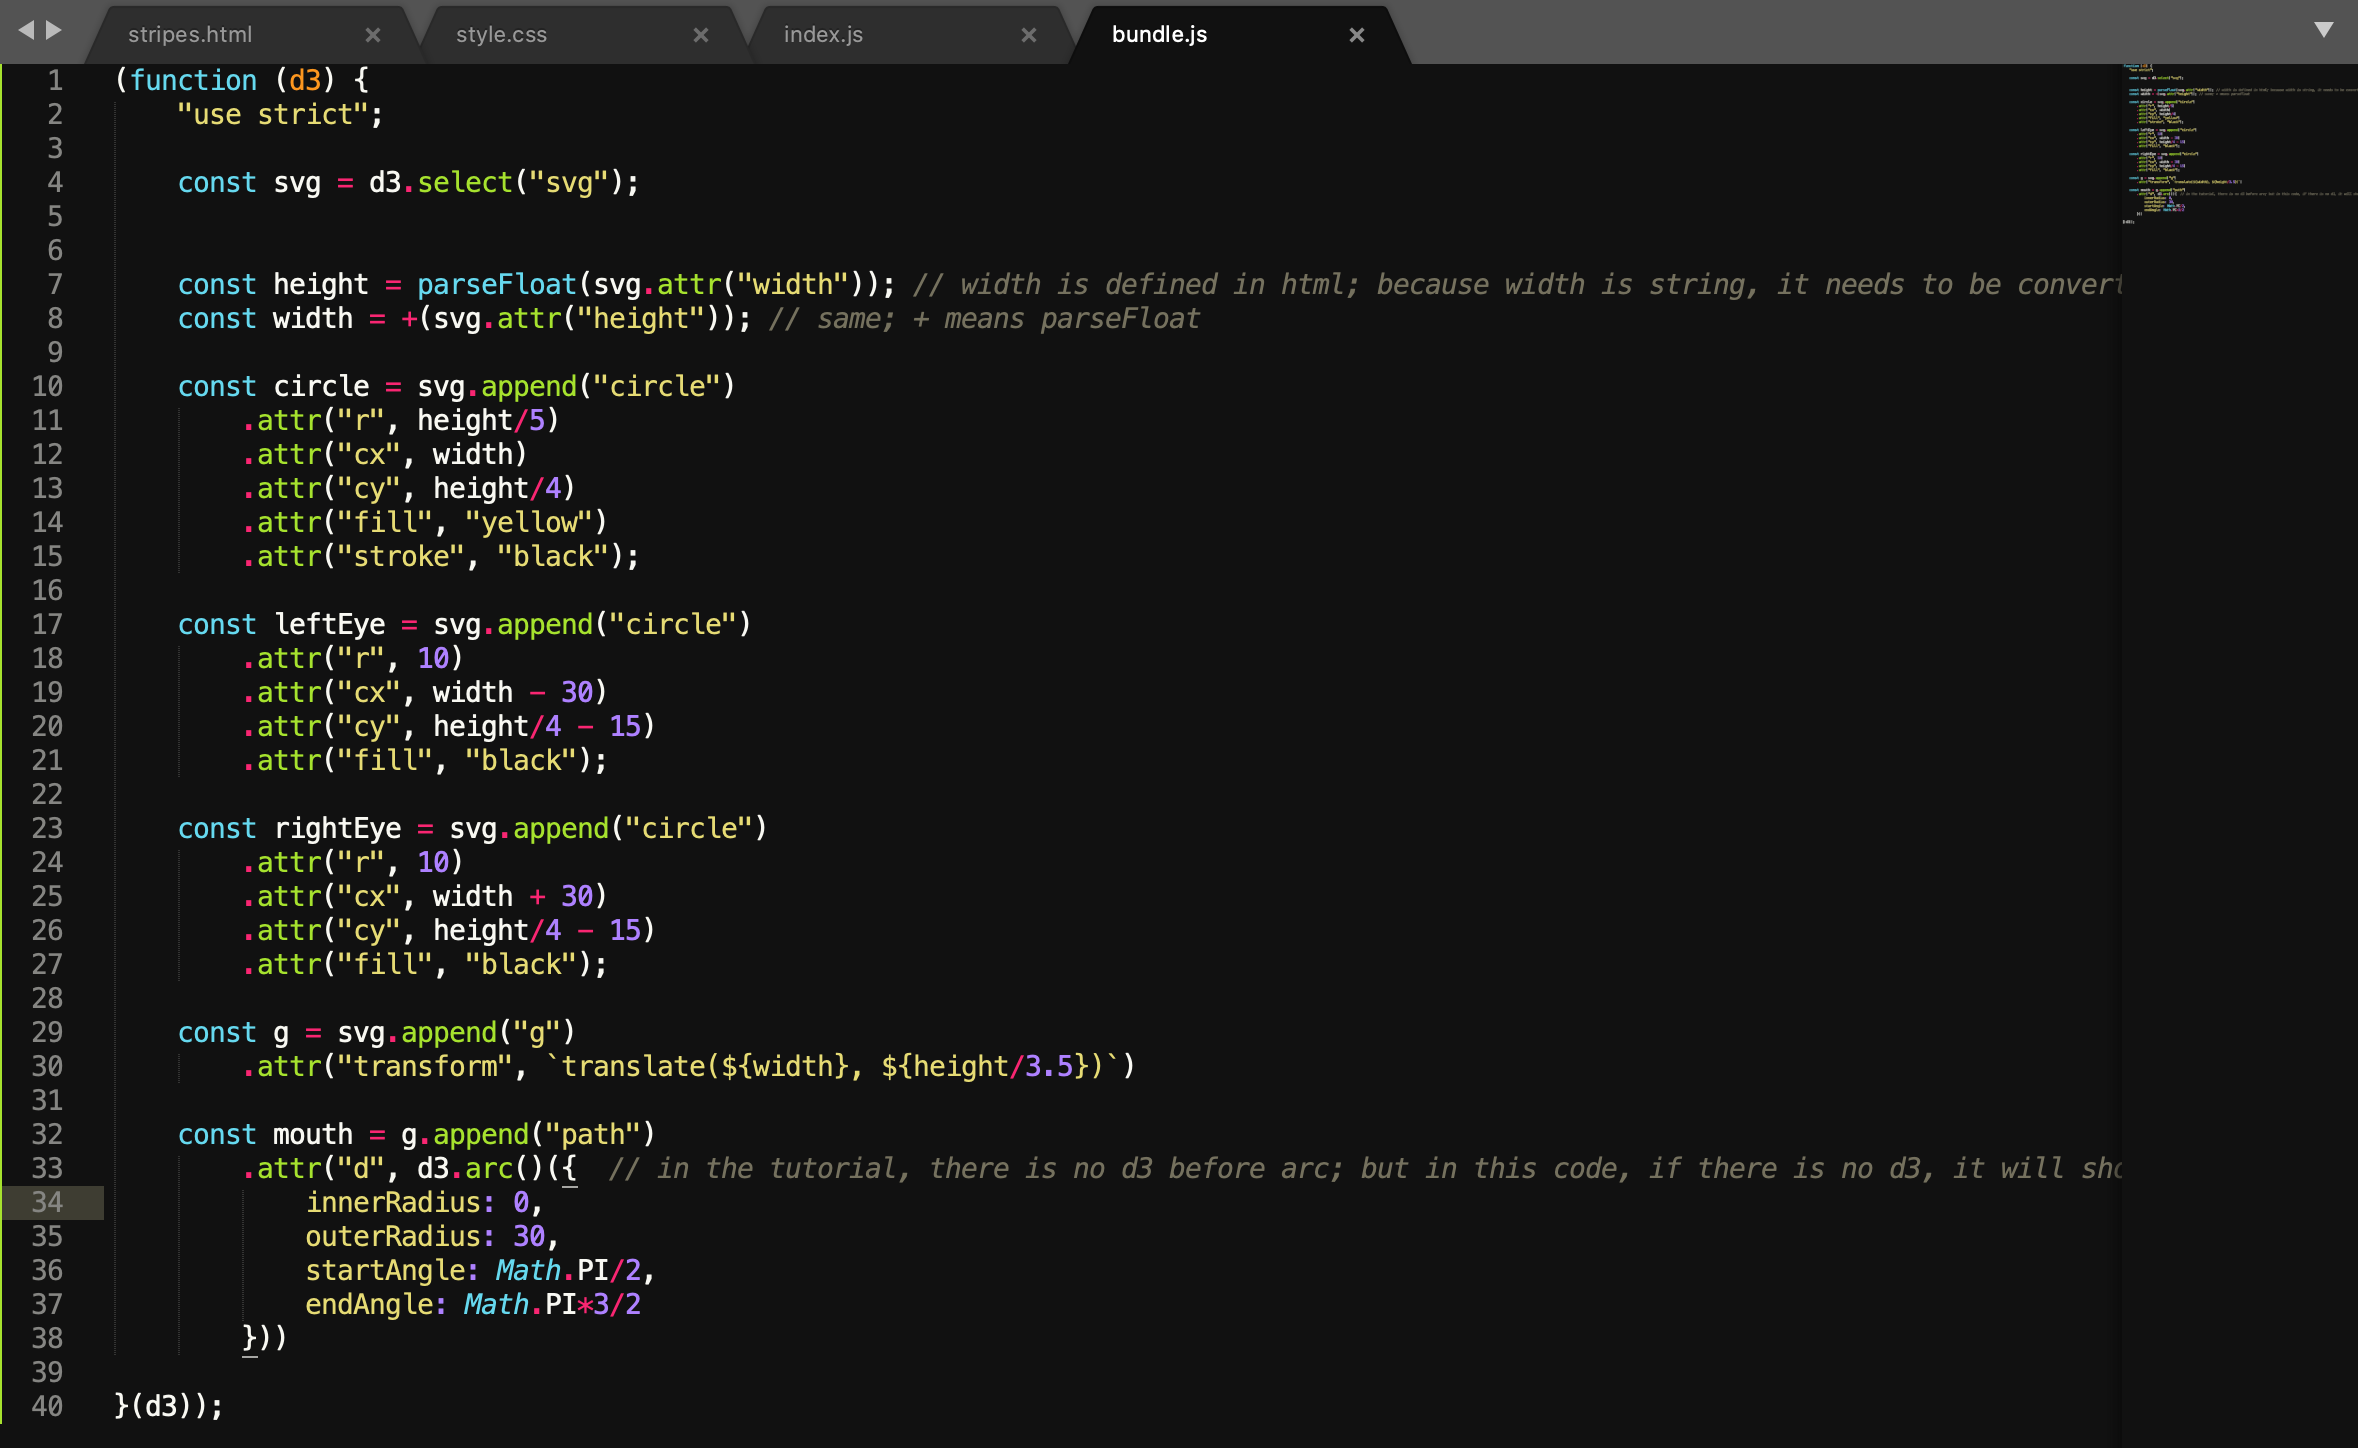 stripes.html × style.css × index.js × bundle.js ×
1 (function (d3) {
2 "use strict";
3
4 const svg = d3.select("svg");
5
6
7 const height = parseFloat(svg.attr("width")); // width is defined in html; because width is string, it needs to be convert
8 const width = +(svg.attr("height")); // same; + means parseFloat
9
10 const circle = svg.append("circle")
11 .attr("r", height/5)
12 .attr("cx", width)
13 .attr("cy", height/4)
14 .attr("fill", "yellow")
15 .attr("stroke", "black");
16
17 const leftEye = svg.append("circle")
18 .attr("r", 10)
19 .attr("cx", width - 30)
20 .attr("cy", height/4 - 15)
21 .attr("fill", "black");
22
23 const rightEye = svg.append("circle")
24 .attr("r", 10)
25 .attr("cx", width + 30)
26 .attr("cy", height/4 - 15)
27 .attr("fill", "black");
28
29 const g = svg.append("g")
30 .attr("transform", `translate(${width}, ${height/3.5})`)
31
32 const mouth = g.append("path")
33 .attr("d", d3.arc()({ // in the tutorial, there is no d3 before arc; but in this code, if there is no d3, it will sho
34 innerRadius: 0,
35 outerRadius: 30,
36 startAngle: Math.PI/2,
37 endAngle: Math.PI*3/2
38 }))
39
40 }(d3));